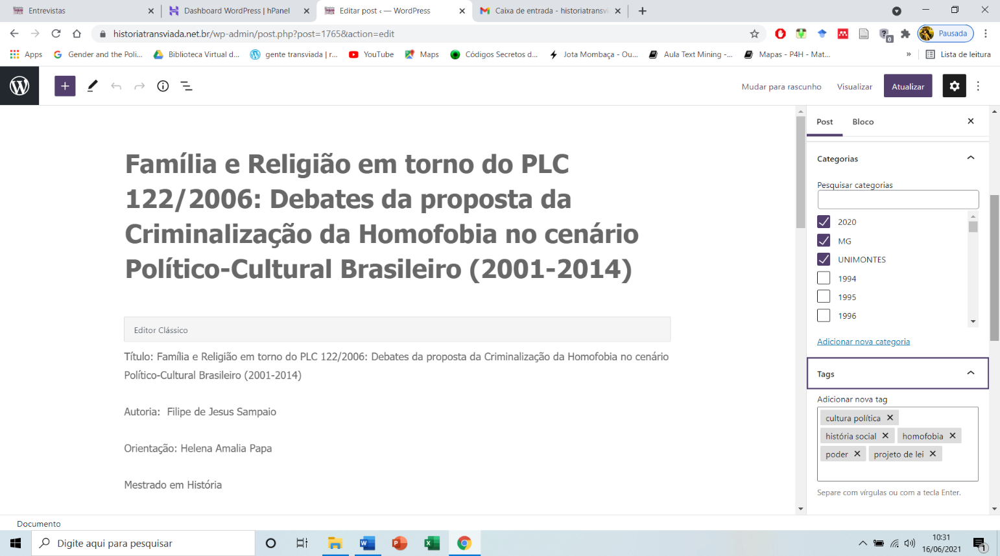 Entrevistas
Dashboard WordPress | hPanel
Editar post ‹ — WordPress
Caixa de entrada - historiatransvi
historiatransviada.net.br/wp-admin/post.php?post=1765&action=edit
0
Pausada
Apps
Gender and the Poli...
Biblioteca Virtual d...
gente transviada | r...
YouTube
Maps
Códigos Secretos d...
Jota Mombaça - Ou...
Aula Text Mining -...
Mapas - P4H - Mat...
»
Lista de leitura
Mudar para rascunho
Visualizar
Atualizar
Família e Religião em torno do PLC
122/2006: Debates da proposta da
Criminalização da Homofobia no cenário
Político-Cultural Brasileiro (2001-2014)
Editor Clássico
Título: Família e Religião em torno do PLC 122/2006: Debates da proposta da Criminalização da Homofobia no cenário
Político-Cultural Brasileiro (2001-2014)
Autoria:  Filipe de Jesus Sampaio
Orientação: Helena Amalia Papa
Mestrado em História
Post
Bloco
Categorias
Pesquisar categorias
2020
MG
UNIMONTES
1994
1995
1996
Adicionar nova categoria
Tags
Adicionar nova tag
cultura política
história social
homofobia
poder
projeto de lei
Separe com vírgulas ou com a tecla Enter.
Documento
Digite aqui para pesquisar
10:31
16/06/2021
1